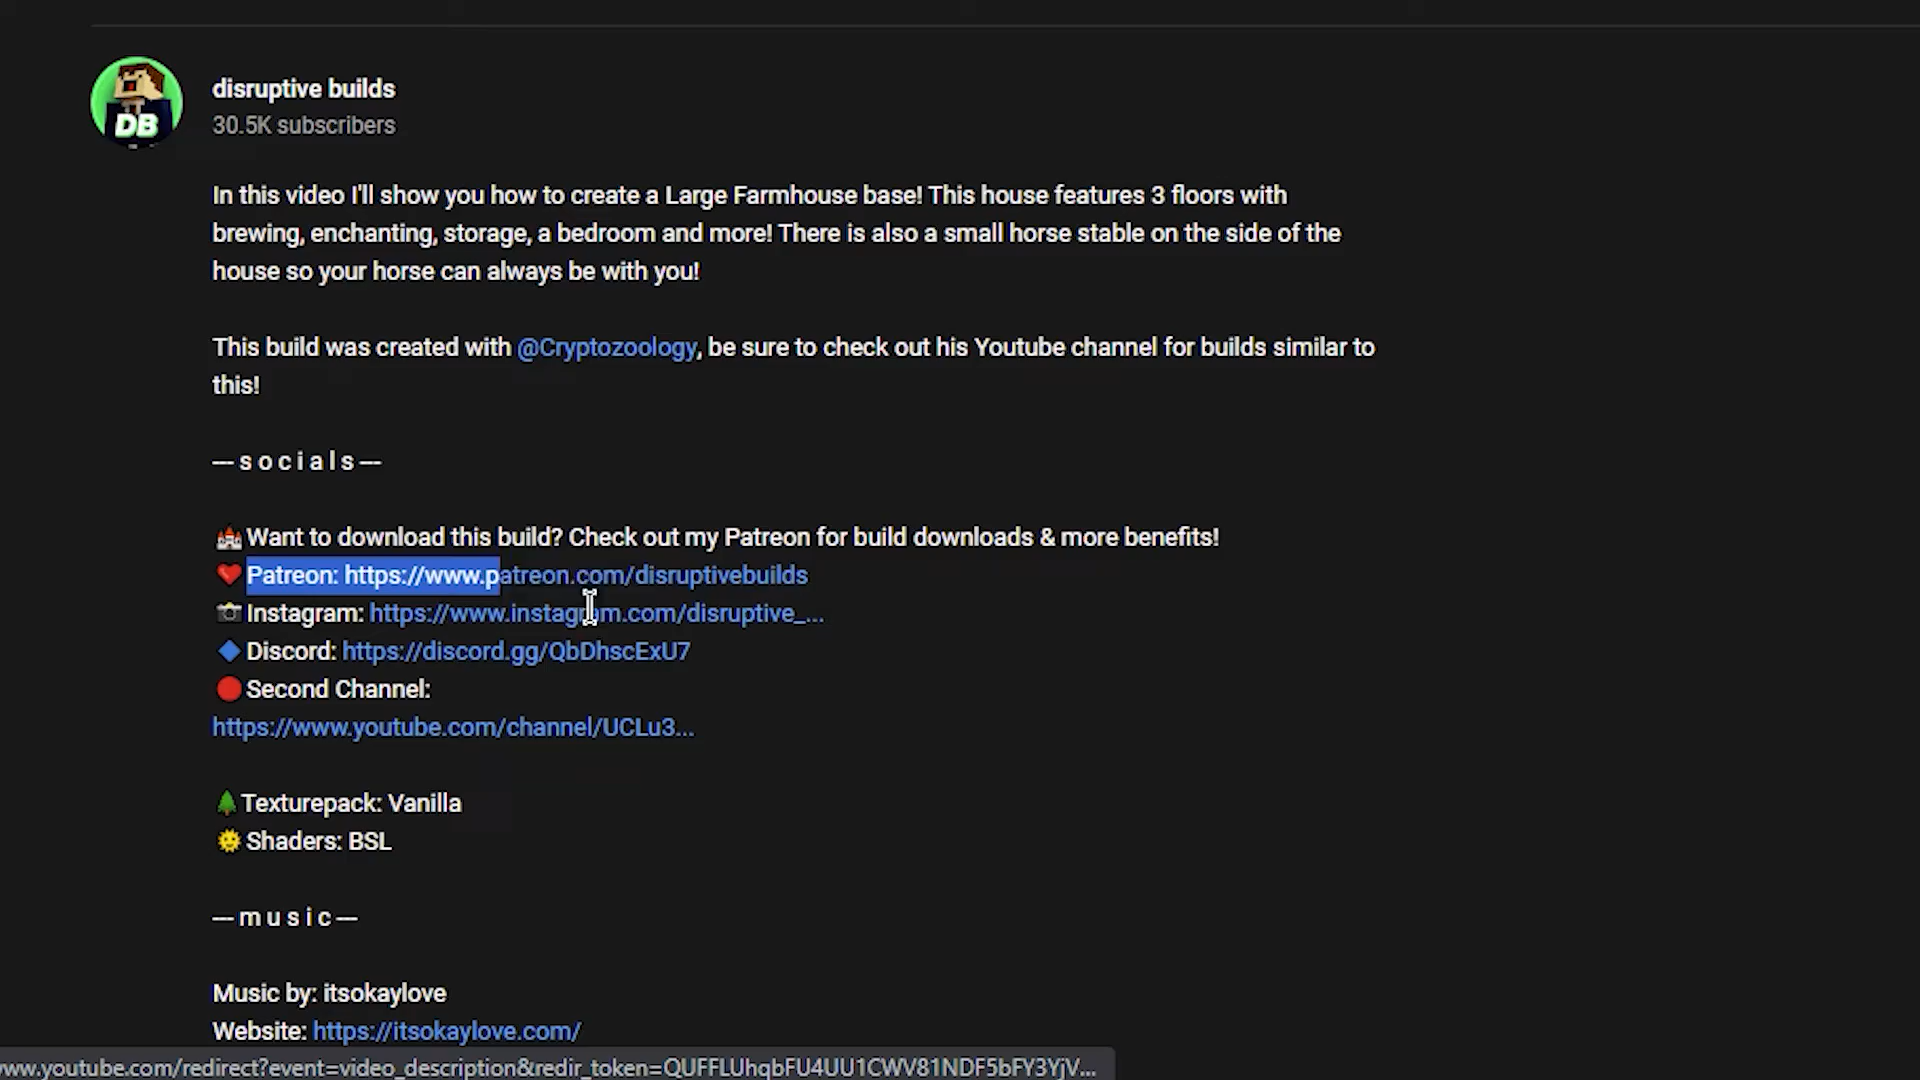 disruptive builds
DB
30.5K subscribers
In this video I'll show you how to create a Large Farmhouse base! This house features 3 floors with
brewing, enchanting, storage, a bedroom and more! There is also a small horse stable on the side of the
house so your horse can always be with you!
This build was created with @Cryptozoology, be sure to check out his Youtube channel for builds similar to
this!
--- s o c i a l s ---
🏰Want to download this build? Check out my Patreon for build downloads & more benefits!
❤️Patreon: https://www.patreon.com/disruptivebuilds
📷Instagram: https://www.instagram.com/disruptive_...
🔷Discord: https://discord.gg/QbDhscExU7
🔴Second Channel:
https://www.youtube.com/channel/UCLu3...
🌲Texturepack: Vanilla
🌞Shaders: BSL
--- m u s i c ---
Music by: itsokaylove
Website: https://itsokaylove.com/
www.youtube.com/redirect?event=video_description&redir_token=QUFFLUhqbFU4UU1CWV81NDF5bFY3YjV...